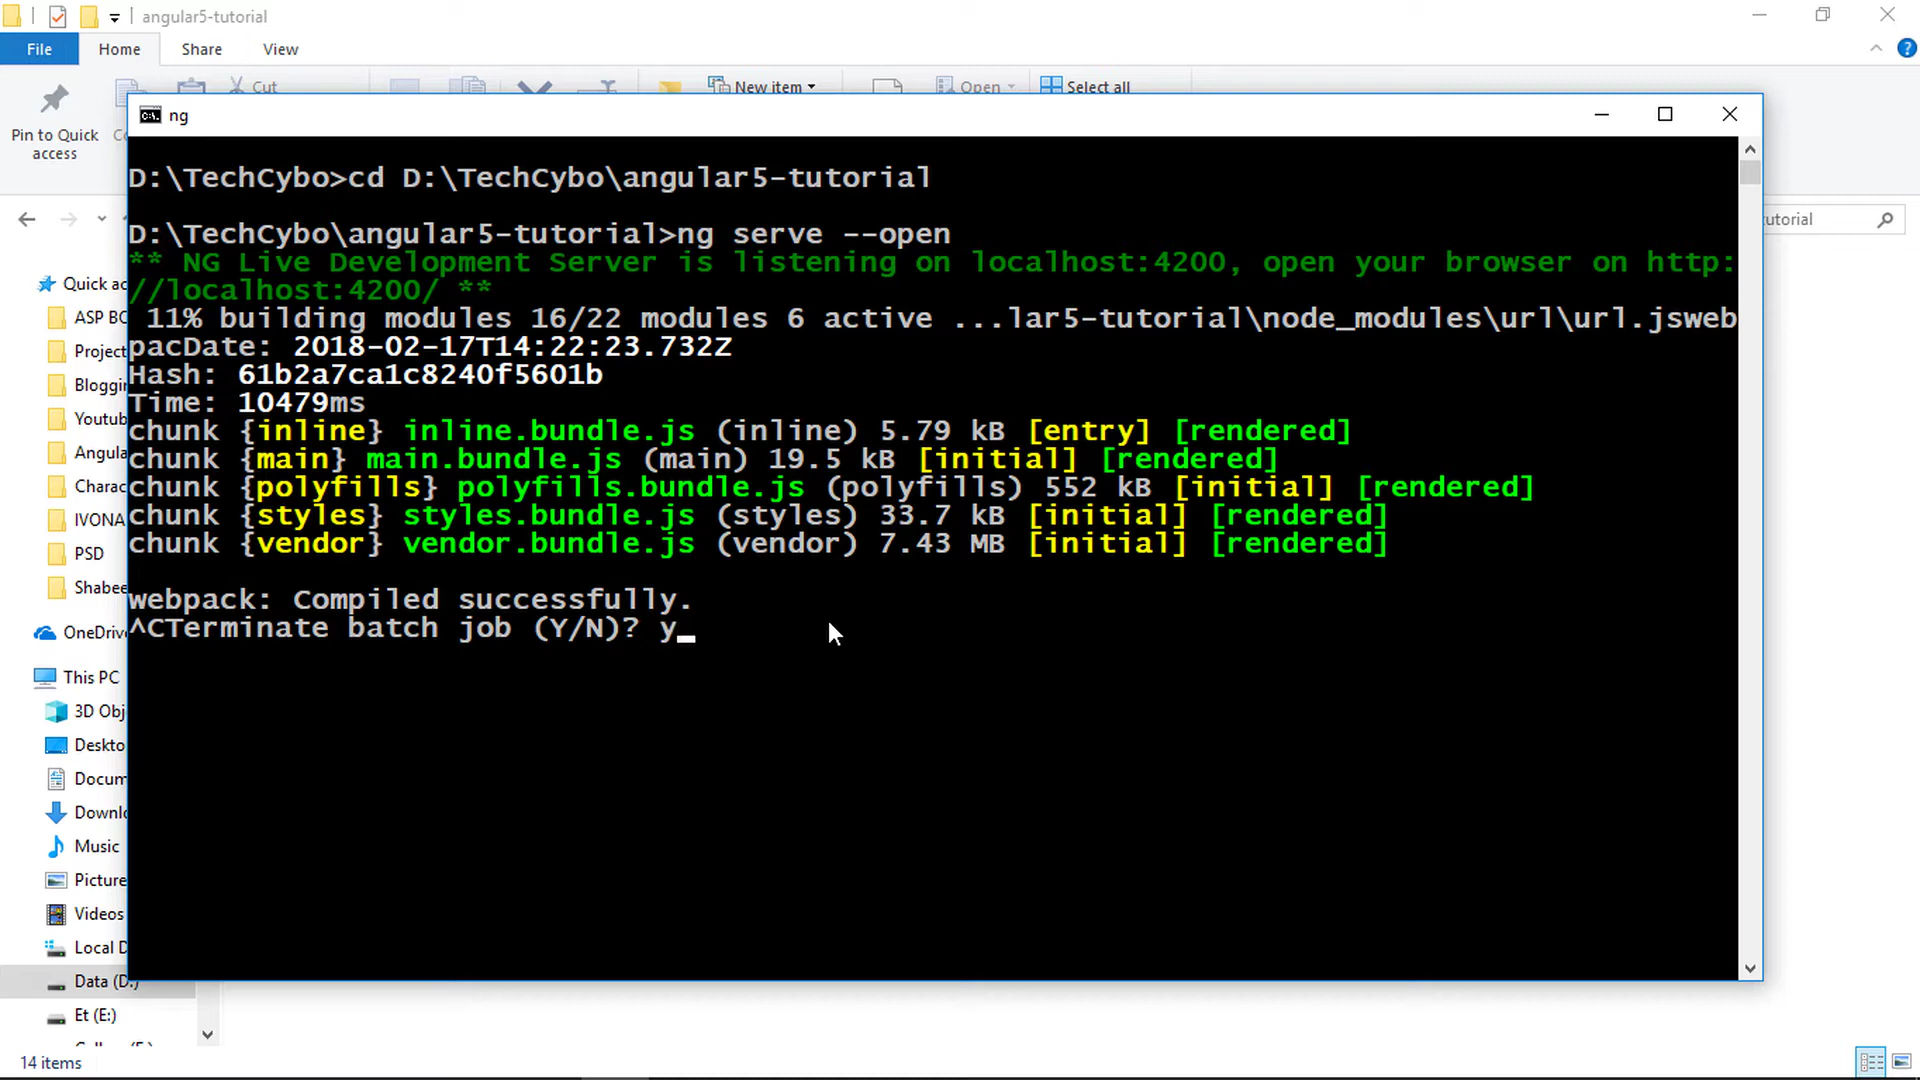 angular5-tutorial
File Home Share View
Cut
New item
Open
Select all
Pin to Quick
access
ng
D:\TechCybo>cd D:\TechCybo\angular5-tutorial
D:\TechCybo\angular5-tutorial>ng serve --open
** NG Live Development Server is listening on localhost:4200, open your browser on http:
//localhost:4200/ **
11% building modules 16/22 modules 6 active ...lar5-tutorial\node_modules\url\url.jsweb
pacDate: 2018-02-17T14:22:23.732Z
Hash: 61b2a7ca1c8240f5601b
Time: 10479ms
chunk {inline} inline.bundle.js (inline) 5.79 kB [entry] [rendered]
chunk {main} main.bundle.js (main) 19.5 kB [initial] [rendered]
chunk {polyfills} polyfills.bundle.js (polyfills) 552 kB [initial] [rendered]
chunk {styles} styles.bundle.js (styles) 33.7 kB [initial] [rendered]
chunk {vendor} vendor.bundle.js (vendor) 7.43 MB [initial] [rendered]
webpack: Compiled successfully.
^CTerminate batch job (Y/N)? y
utorial
Quick ac
ASP BC
Project
Bloggin
Youtub
Angula
Charac
IVONA
PSD
Shabee
OneDrive
This PC
3D Obj
Deskto
Docum
Downlo
Music
Picture
Videos
Local D
Data (D:)
Et (E:)
14 items